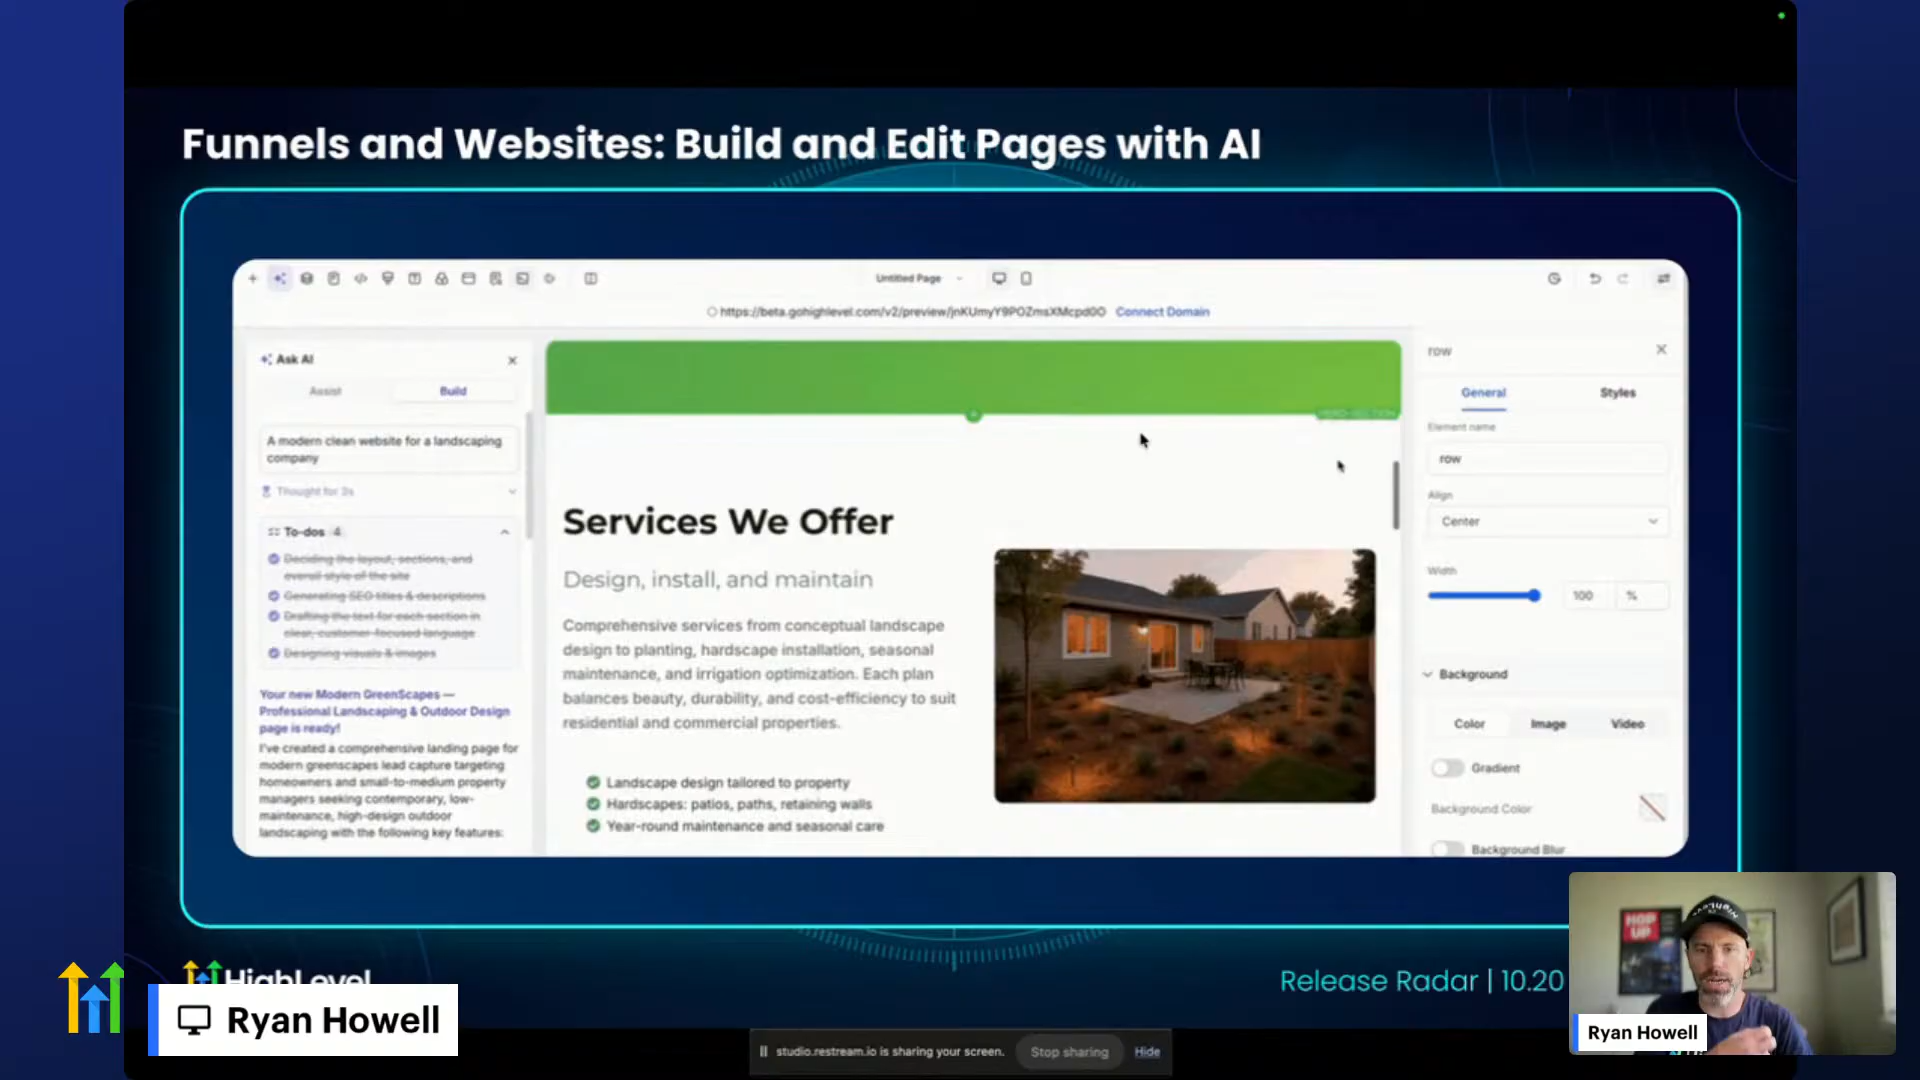 Funnels and Websites: Build and Edit Pages with AI
Untitled Page
https://beta.gohighlevel.com/v2/preview/jnKUmyY9POZmsXMcpd0O Connect Domain
Ask AI
Assist
Build
A modern clean website for a landscaping
company
Thought for 3s
To-dos 4
Deciding the layout, sections, and
overall style of the site
Generating SEO titles & descriptions
Drafting the text for each section in
clear, customer-focused language
Designing visuals & images
Your new Modern GreenScapes —
Professional Landscaping & Outdoor Design
page is ready!
I've created a comprehensive landing page for
modern greenscapes lead capture targeting
homeowners and small-to-medium property
managers seeking contemporary, low-
maintenance, high-design outdoor
landscaping with the following key features:
HERO-SECTION
Services We Offer
Design, install, and maintain
Comprehensive services from conceptual landscape
design to planting, hardscape installation, seasonal
maintenance, and irrigation optimization. Each plan
balances beauty, durability, and cost-efficiency to suit
residential and commercial properties.
Landscape design tailored to property
Hardscapes: patios, paths, retaining walls
Year-round maintenance and seasonal care
row
General
Styles
Element name
row
Align
Center
Width
100
%
Background
Color
Image
Video
Gradient
Background Color
Background Blur
HighLevel
Release Radar | 10.20
Ryan Howell
HOP
UP
Ryan Howell
studio.restream.io is sharing your screen.
Stop sharing
Hide